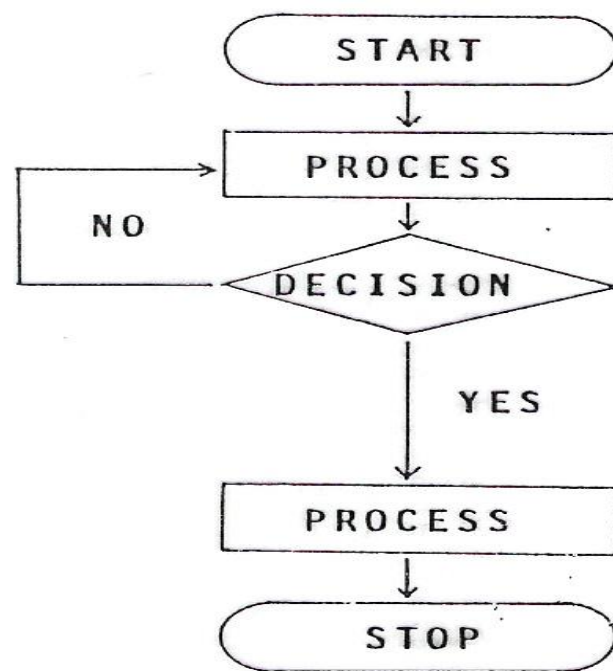 START
PROCESS
NO
DECISION
YES
PROCESS
STOP